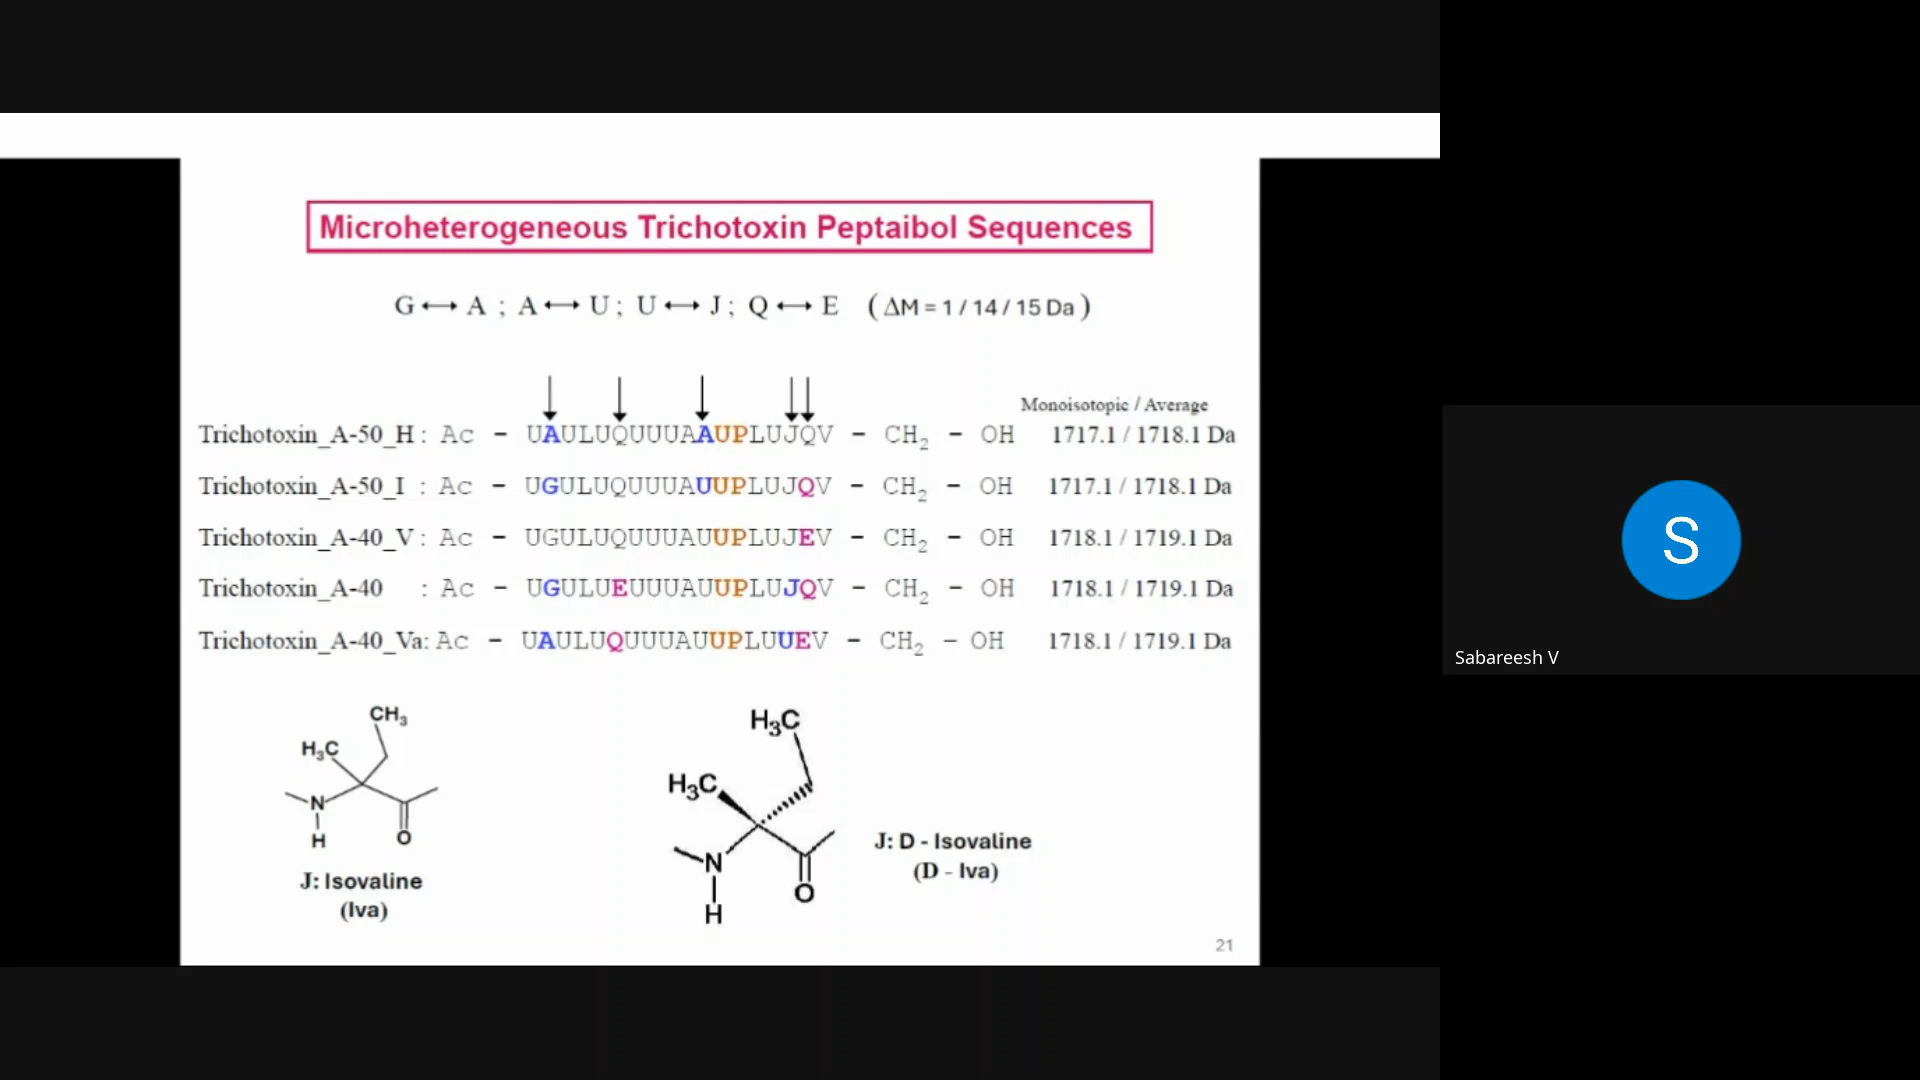 Microheterogeneous Trichotoxin Peptaibol Sequences
G ⟷ A ; A ⟷ U ; U ⟷ J ; Q ⟷ E ( ΔM = 1 / 14 / 15 Da )
Monoisotopic / Average
Trichotoxin_A-50_H : Ac – UAULUQUUUAAUPLUJQV – CH₂ – OH 1717.1 / 1718.1 Da
Trichotoxin_A-50_I : Ac – UGULUQUUUAUUPLUJQV – CH₂ – OH 1717.1 / 1718.1 Da
Trichotoxin_A-40_V : Ac – UGULUQUUUAUUPLUJEV – CH₂ – OH 1718.1 / 1719.1 Da
Trichotoxin_A-40 : Ac – UGULUEUUUAUUPLUJQV – CH₂ – OH 1718.1 / 1719.1 Da
Trichotoxin_A-40_Va: Ac – UAULUQUUUAUUPLUUEV – CH₂ – OH 1718.1 / 1719.1 Da
CH₃
H₃C
N
H
O
J: Isovaline
(Iva)
H₃C
H₃C
N
H
O
J: D - Isovaline
(D - Iva)
21
S
Sabareesh V